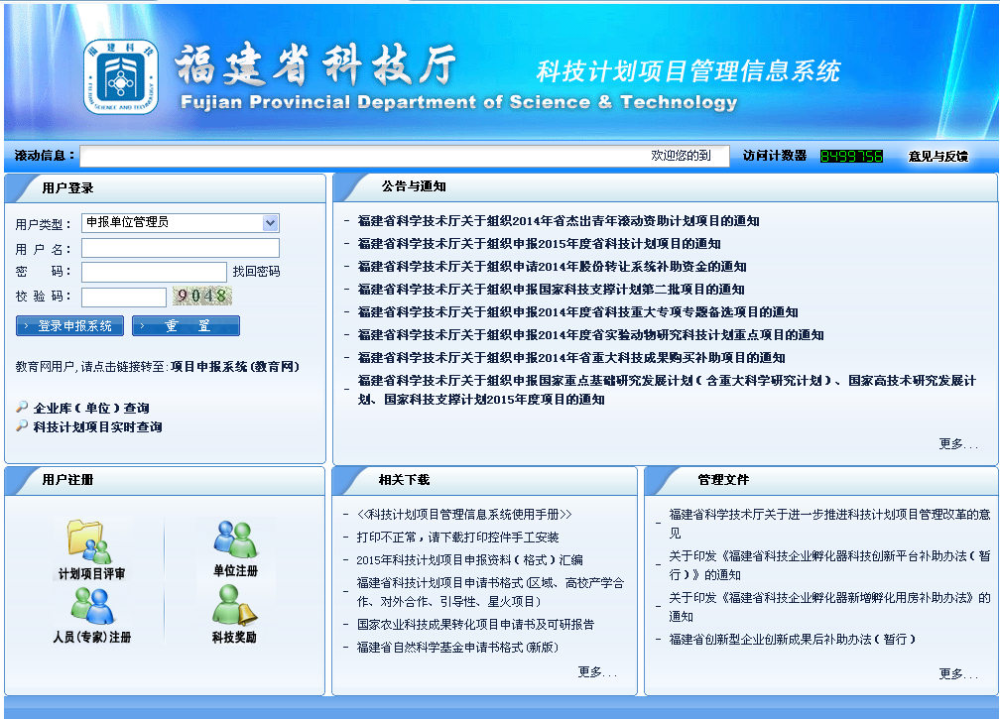 福建科技
FUJIAN SCIENCE AND TECHNOLOGY
福建省科技厅
科技计划项目管理信息系统
Fujian Provincial Department of Science & Technology
滚动信息：
欢迎您的到
访问计数器
8499756
意见与反馈
用户登录
用户类型：
申报单位管理员
用 户 名：
密 码：
找回密码
校 验 码：
9048
登录申报系统
重 置
教育网用户,请点击链接转至:项目申报系统(教育网)
企业库（单位）查询
科技计划项目实时查询
公告与通知
- 福建省科学技术厅关于组织2014年省杰出青年滚动资助计划项目的通知
- 福建省科学技术厅关于组织申报2015年度省科技计划项目的通知
- 福建省科学技术厅关于组织申请2014年股份转让系统补助资金的通知
- 福建省科学技术厅关于组织申报国家科技支撑计划第二批项目的通知
- 福建省科学技术厅关于组织申报2014年度省科技重大专项专题备选项目的通知
- 福建省科学技术厅关于组织申报2014年度省实验动物研究科技计划重点项目的通知
- 福建省科学技术厅关于组织申报2014年省重大科技成果购买补助项目的通知
- 福建省科学技术厅关于组织申报国家重点基础研究发展计划（含重大科学研究计划）、国家高技术研究发展计
划、国家科技支撑计划2015年度项目的通知
更多...
用户注册
计划项目评审
单位注册
人员(专家)注册
科技奖励
相关下载
- <<科技计划项目管理信息系统使用手册>>
- 打印不正常，请下载打印控件手工安装
- 2015年科技计划项目申报资料（格式）汇编
- 福建省科技计划项目申请书格式(区域、高校产学合
作、对外合作、引导性、星火项目)
- 国家农业科技成果转化项目申请书及可研报告
- 福建省自然科学基金申请书格式(新版)
更多...
管理文件
- 福建省科学技术厅关于进一步推进科技计划项目管理改革的意
见
- 关于印发《福建省科技企业孵化器科技创新平台补助办法（暂
行）》的通知
- 关于印发《福建省科技企业孵化器新增孵化用房补助办法》的
通知
- 福建省创新型企业创新成果后补助办法（暂行）
更多...